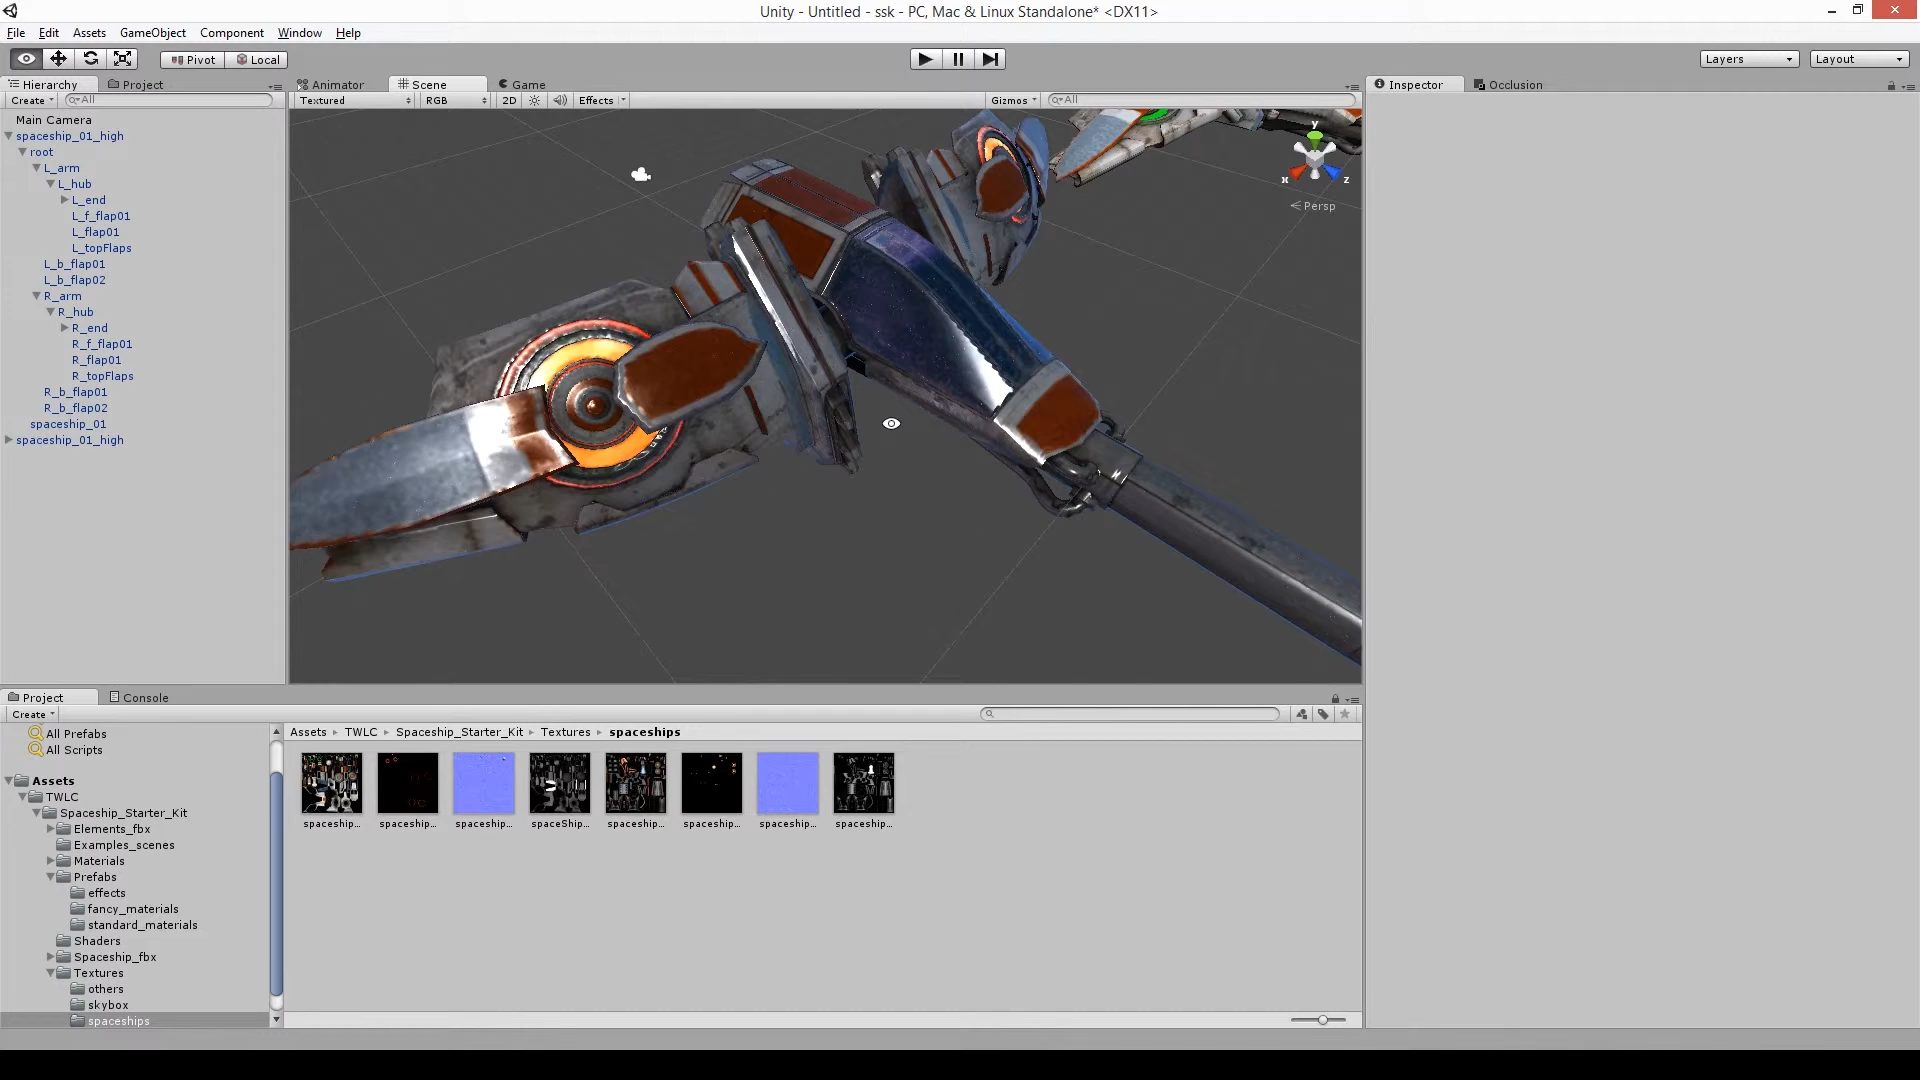 Unity - Untitled - ssk - PC, Mac & Linux Standalone* <DX11>
File Edit Assets GameObject Component Window Help
Pivot Local Layers Layout
Hierarchy Project Animator Scene Game Inspector Occlusion
Create All Textured RGB 2D Effects Gizmos All
Main Camera
spaceship_01_high
root
L_arm
L_hub
L_end
L_f_flap01
L_flap01
L_topFlaps
L_b_flap01
L_b_flap02
R_arm
R_hub
R_end
R_f_flap01
R_flap01
R_topFlaps
R_b_flap01
R_b_flap02
spaceship_01
spaceship_01_high
y
x z
Persp
Project Console
Create
All Prefabs
All Scripts
Assets
TWLC
Spaceship_Starter_Kit
Elements_fbx
Examples_scenes
Materials
Prefabs
effects
fancy_materials
standard_materials
Shaders
Spaceship_fbx
Textures
others
skybox
spaceships
Assets TWLC Spaceship_Starter_Kit Textures spaceships
spaceship... spaceship... spaceship... spaceShip... spaceship... spaceship... spaceship... spaceship...